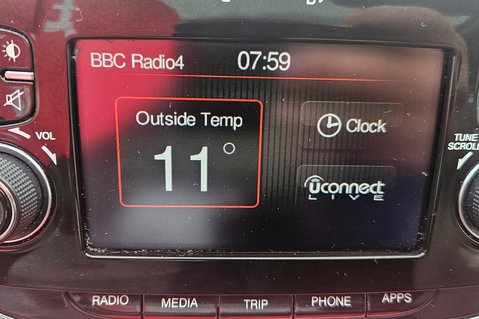 BBC Radio4 07:59
Outside Temp
11°
Clock
Uconnect
LIVE
VOL
TUNE
SCROLL
RADIO MEDIA TRIP PHONE APPS